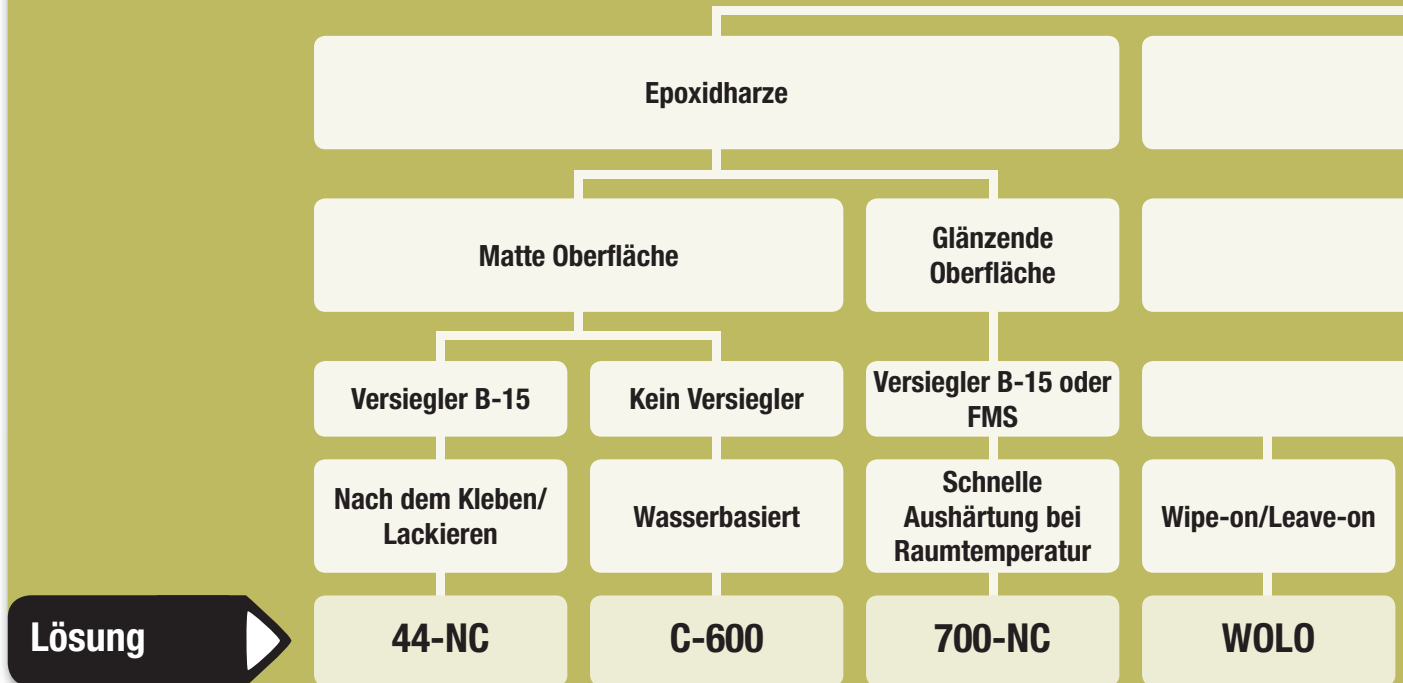 Epoxidharze
Matte Oberfläche
Glänzende
Oberfläche
Versiegler B-15
Kein Versiegler
Versiegler B-15 oder
FMS
Nach dem Kleben/
Lackieren
Wasserbasiert
Schnelle
Aushärtung bei
Raumtemperatur
Wipe-on/Leave-on
Lösung
44-NC
C-600
700-NC
WOLO